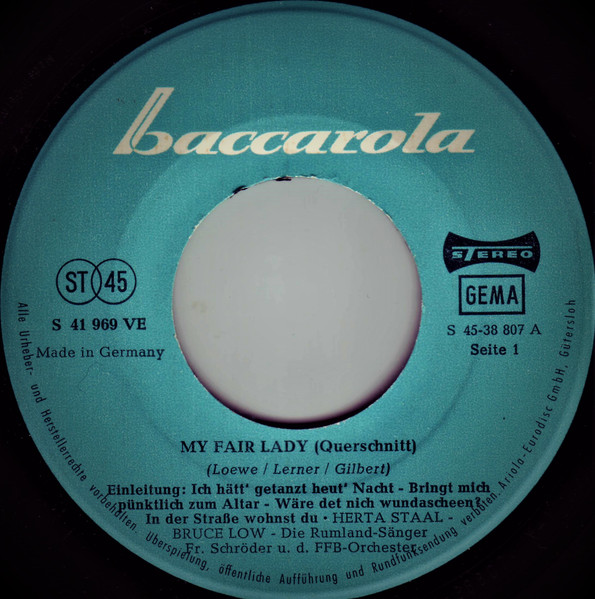 baccarola
STEREO
ST 45
GEMA
S 41 969 VE
S 45-38 807 A
Made in Germany
Seite 1
MY FAIR LADY (Querschnitt)
(Loewe / Lerner / Gilbert)
Einleitung: Ich hätt' getanzt heut' Nacht - Bringt mich
pünktlich zum Altar - Wäre det nich wundascheen?
In der Straße wohnst du · HERTA STAAL -
BRUCE LOW - Die Rumland-Sänger
Fr. Schröder u. d. FFB-Orchester
Alle Urheber- und Herstellerrechte vorbehalten. Überspielung, öffentliche Aufführung und Rundfunksendung verboten. Ariola-Eurodisc GmbH, Gütersloh